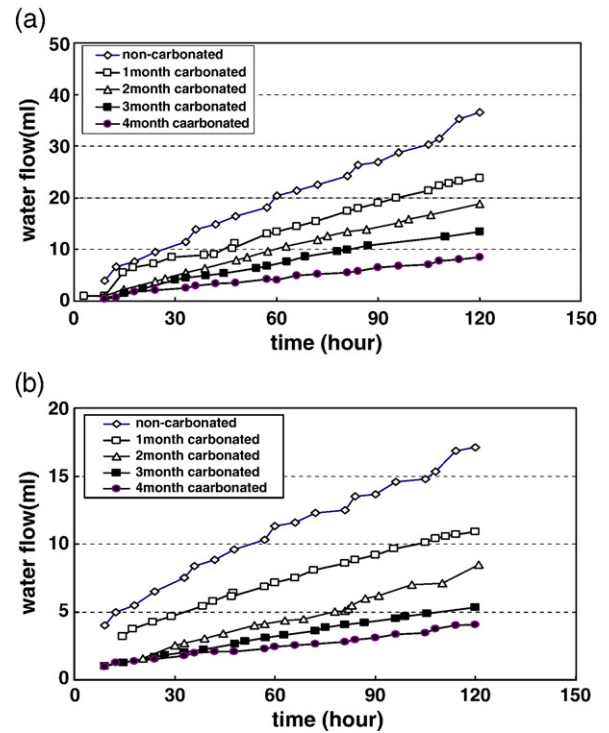 (a)
50
40
30
20
10
0
water flow(ml)
non-carbonated
1month carbonated
2month carbonated
3month carbonated
4month caarbonated
0 30 60 90 120 150
time (hour)
(b)
20
15
10
5
0
water flow(ml)
non-carbonated
1month carbonated
2month carbonated
3month carbonated
4month caarbonated
0 30 60 90 120 150
time (hour)